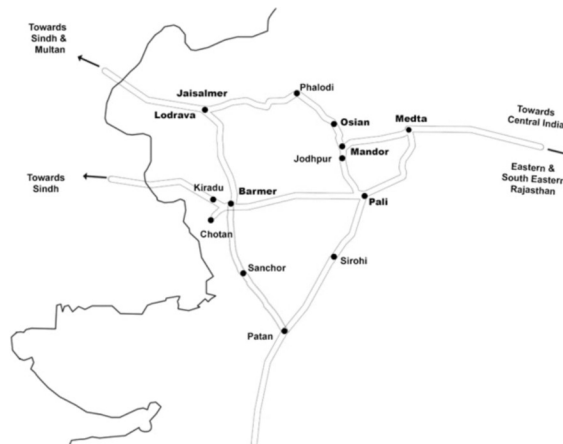 Towards
Sindh &
Multan
Jaisalmer
Lodrava
Phalodi
Osian
Medta
Towards
Central India
Mandor
Jodhpur
Eastern &
South Eastern
Rajasthan
Towards
Sindh
Kiradu
Barmer
Pali
Chotan
Sanchor
Sirohi
Patan